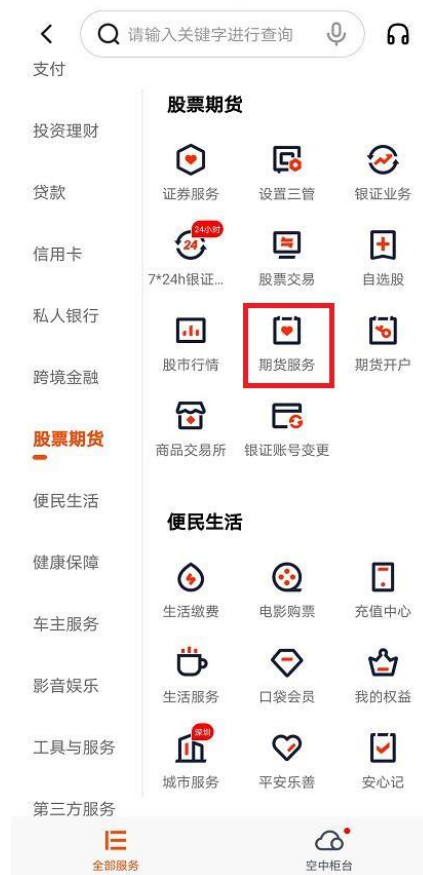 请输入关键字进行查询
支付
投资理财
贷款
信用卡
私人银行
跨境金融
股票期货
便民生活
健康保障
车主服务
影音娱乐
工具与服务
第三方服务
股票期货
证券服务
设置三管
银证业务
24小时
24
7*24h银证...
股票交易
自选股
股市行情
期货服务
期货开户
商品交易所
银证账号变更
便民生活
生活缴费
电影购票
充值中心
生活服务
口袋会员
我的权益
深圳
城市服务
平安乐善
安心记
全部服务
空中柜台